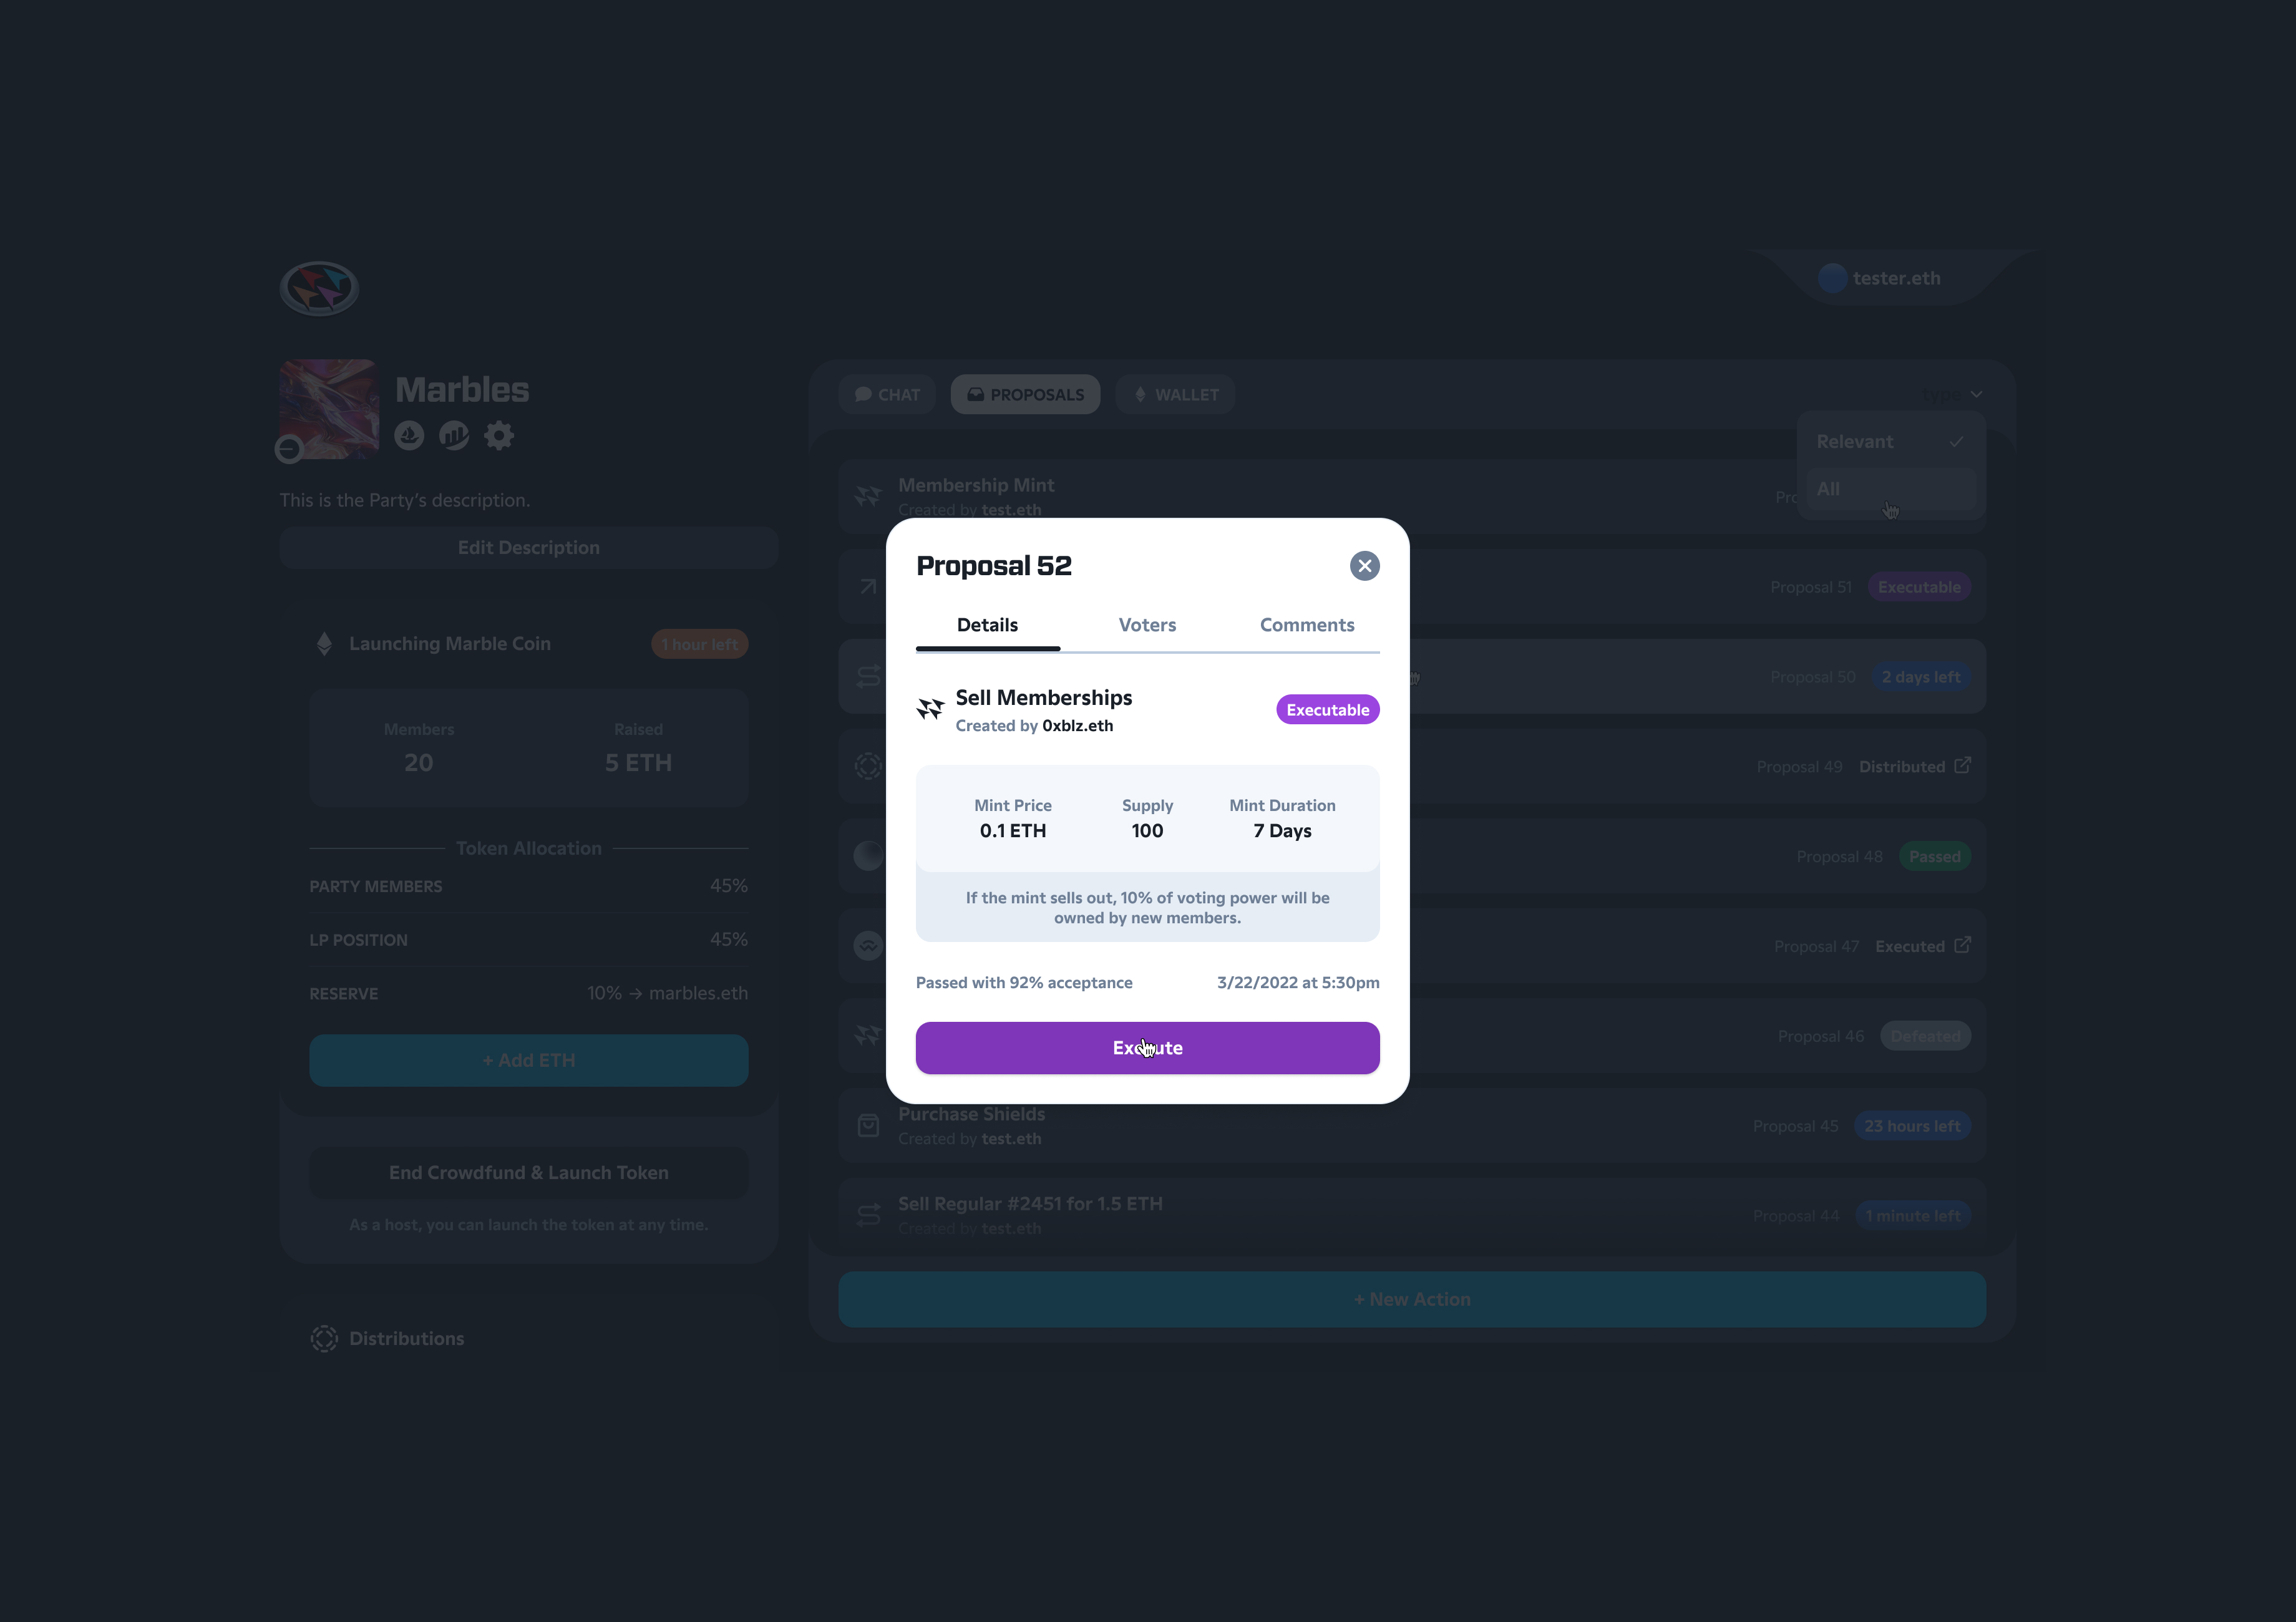 tester.eth
Marbles
This is the Party's description.
Edit Description
Launching Marble Coin
1 hour left
Members
20
Raised
5 ETH
Token Allocation
PARTY MEMBERS
45%
LP POSITION
45%
RESERVE
10% → marbles.eth
+ Add ETH
End Crowdfund & Launch Token
As a host, you can launch the token at any time.
Distributions
CHAT
PROPOSALS
WALLET
Type
Relevant
All
Membership Mint
Created by test.eth
Proposal 51
Executable
Proposal 50
2 days left
Proposal 49
Distributed
Proposal 48
Passed
Proposal 47
Executed
Proposal 46
Defeated
Purchase Shields
Created by test.eth
Proposal 45
23 hours left
Sell Regular #2451 for 1.5 ETH
Created by test.eth
Proposal 44
1 minute left
+ New Action
Proposal 52
Details
Voters
Comments
Sell Memberships
Created by 0xblz.eth
Executable
Mint Price
0.1 ETH
Supply
100
Mint Duration
7 Days
If the mint sells out, 10% of voting power will be
owned by new members.
Passed with 92% acceptance
3/22/2022 at 5:30pm
Execute